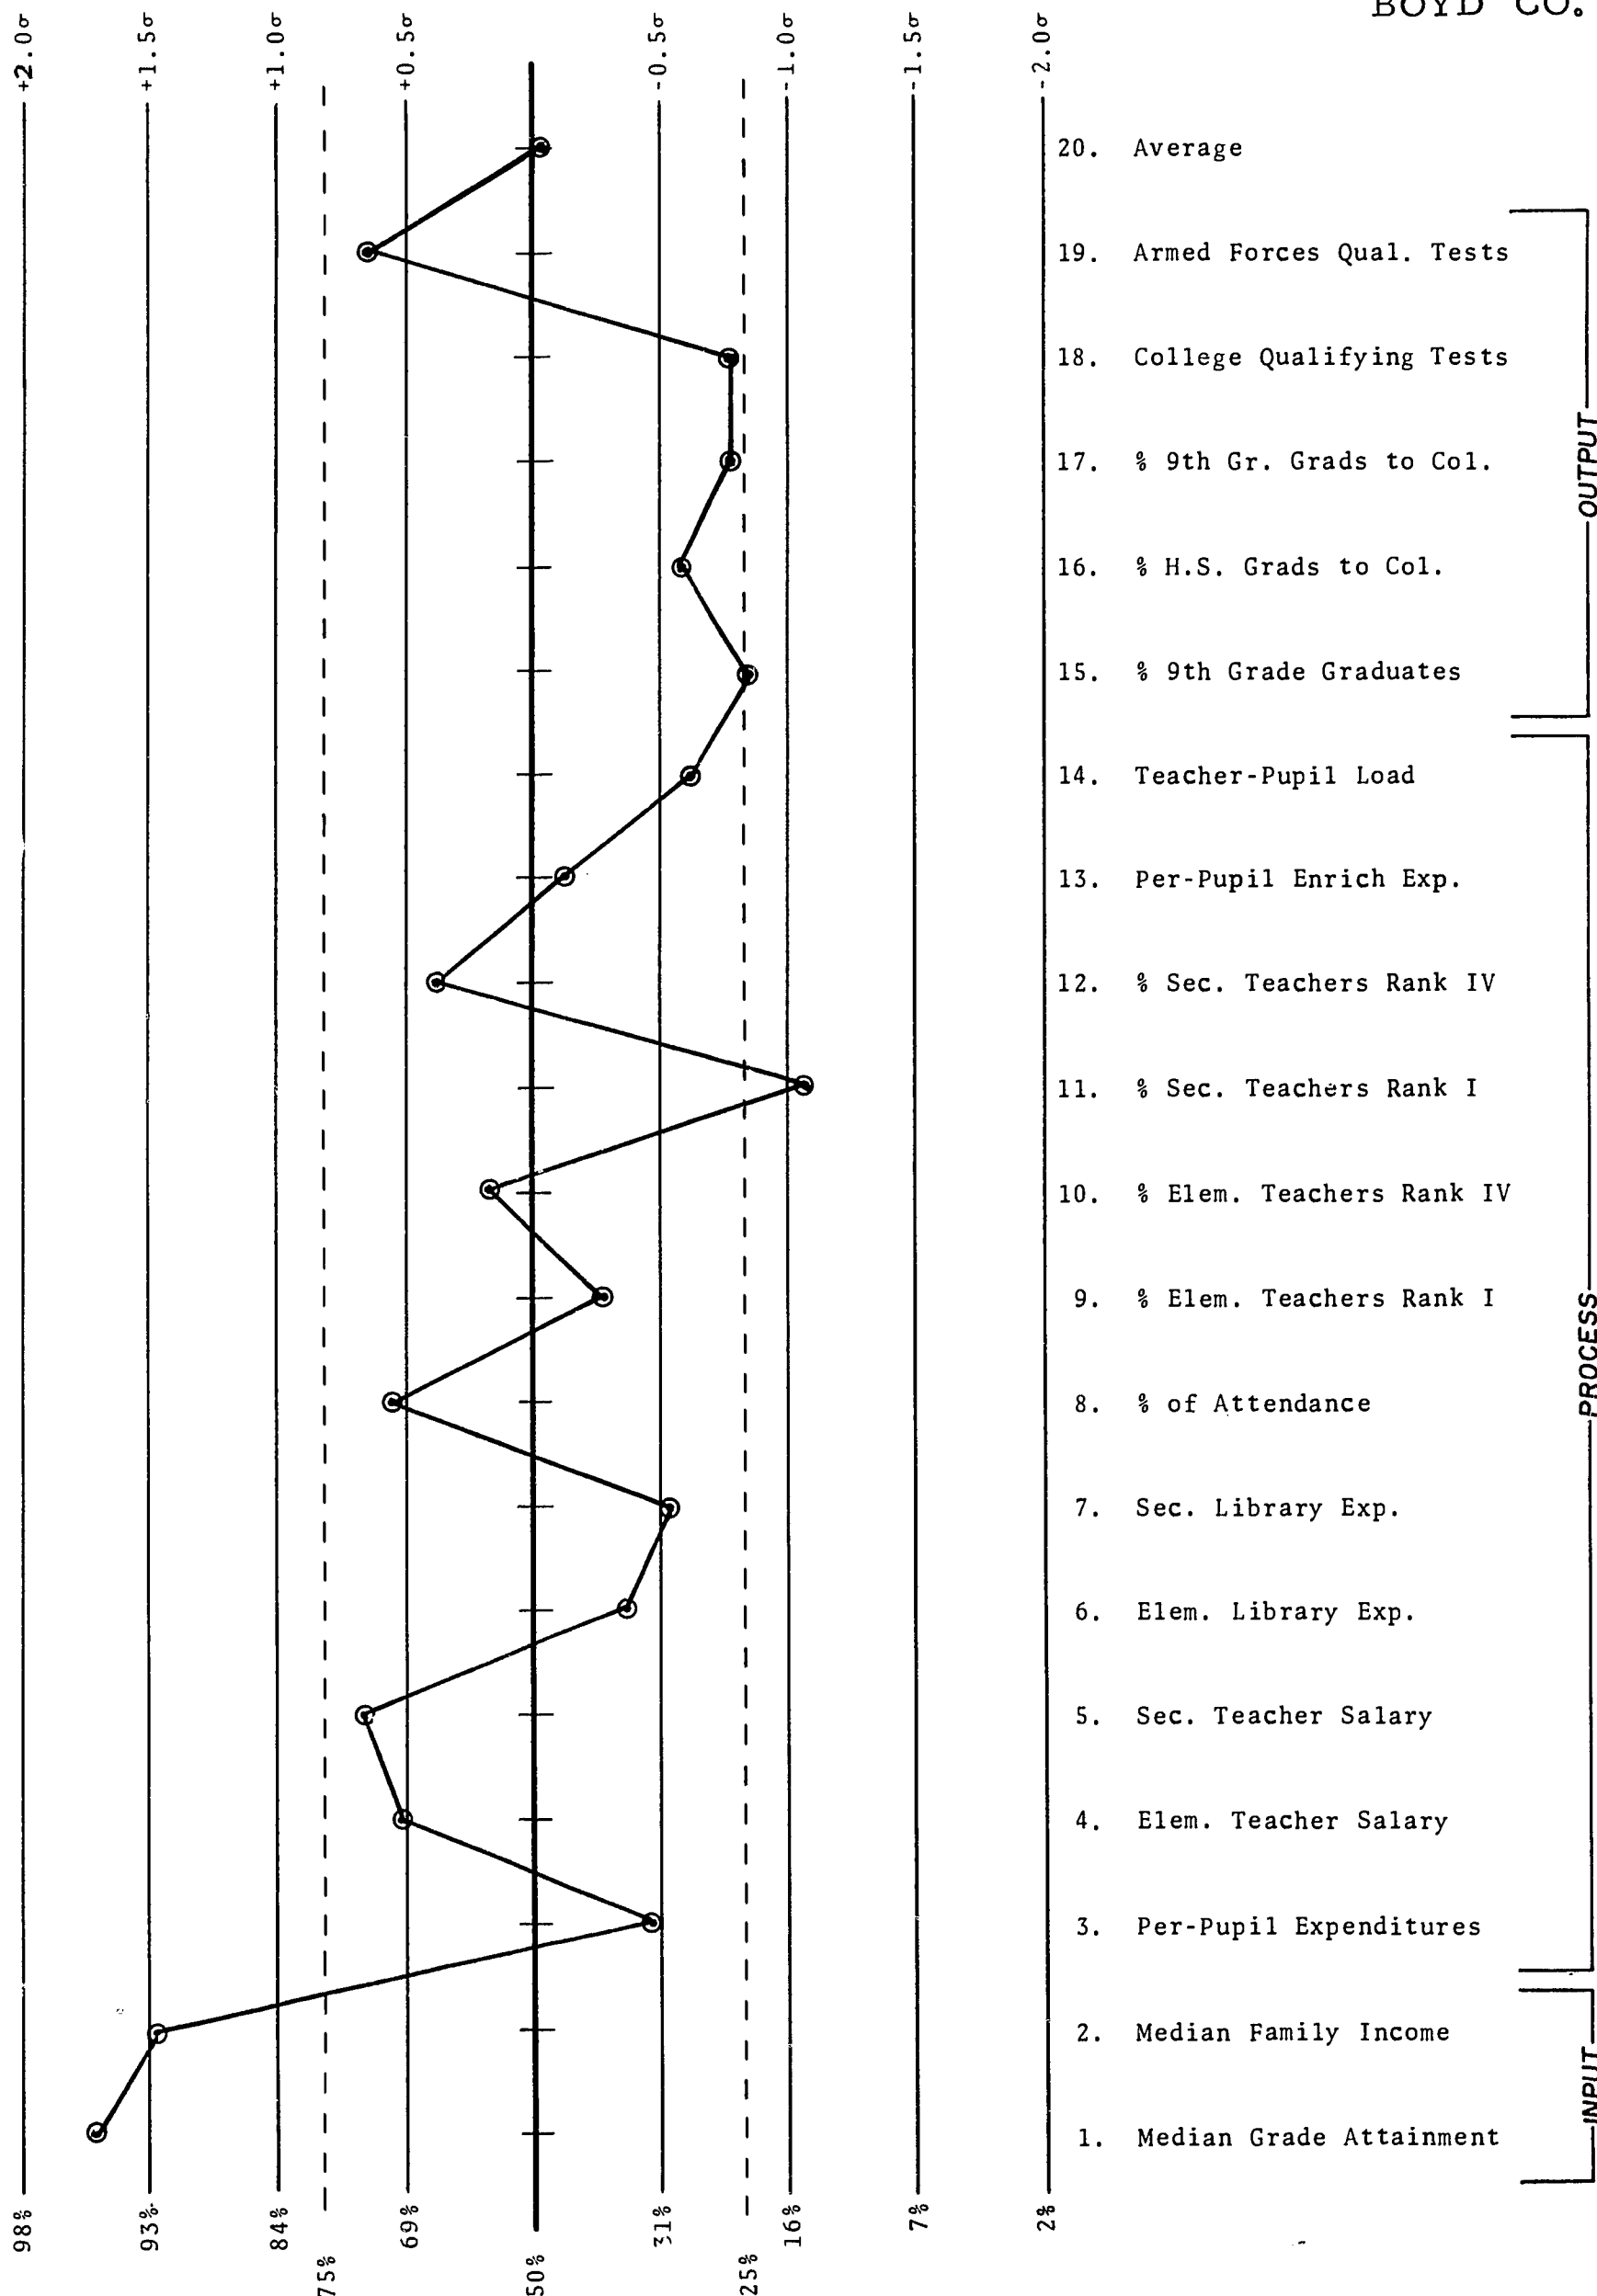 BOYD CO.
+2.0σ
+1.5σ
+1.0σ
+0.5σ
-0.5σ
-1.0σ
-1.5σ
-2.0σ
20. Average
19. Armed Forces Qual. Tests
18. College Qualifying Tests
17. % 9th Gr. Grads to Col.
16. % H.S. Grads to Col.
15. % 9th Grade Graduates
OUTPUT
14. Teacher-Pupil Load
13. Per-Pupil Enrich Exp.
12. % Sec. Teachers Rank IV
11. % Sec. Teachers Rank I
10. % Elem. Teachers Rank IV
9. % Elem. Teachers Rank I
8. % of Attendance
7. Sec. Library Exp.
6. Elem. Library Exp.
5. Sec. Teacher Salary
4. Elem. Teacher Salary
3. Per-Pupil Expenditures
PROCESS
2. Median Family Income
1. Median Grade Attainment
INPUT
98%
93%
84%
75%
69%
50%
31%
25%
16%
7%
2%